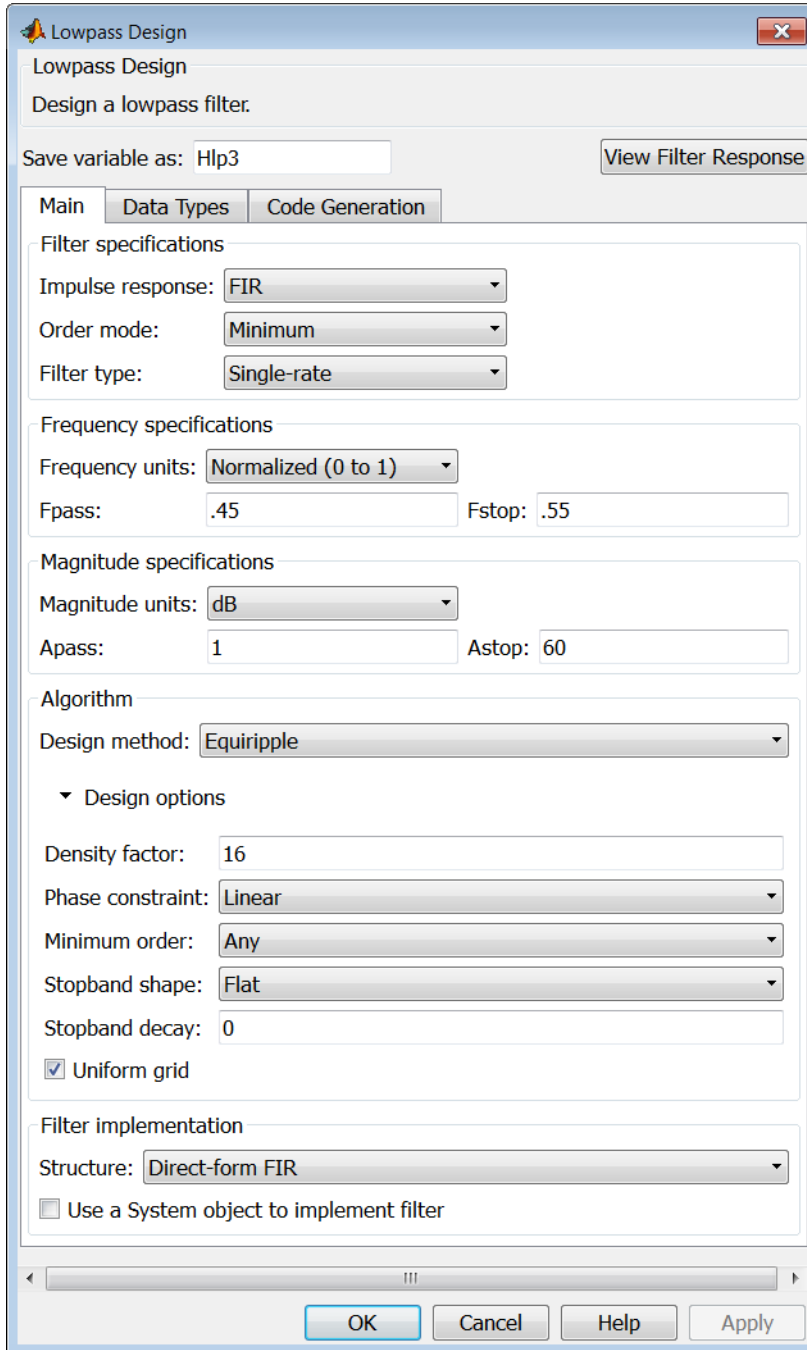 Lowpass Design
Lowpass Design
Design a lowpass filter.
Save variable as: Hlp3 View Filter Response
Main Data Types Code Generation
Filter specifications
Impulse response: FIR
Order mode: Minimum
Filter type: Single-rate
Frequency specifications
Frequency units: Normalized (0 to 1)
Fpass: .45 Fstop: .55
Magnitude specifications
Magnitude units: dB
Apass: 1 Astop: 60
Algorithm
Design method: Equiripple
Design options
Density factor: 16
Phase constraint: Linear
Minimum order: Any
Stopband shape: Flat
Stopband decay: 0
Uniform grid
Filter implementation
Structure: Direct-form FIR
Use a System object to implement filter
OK Cancel Help Apply